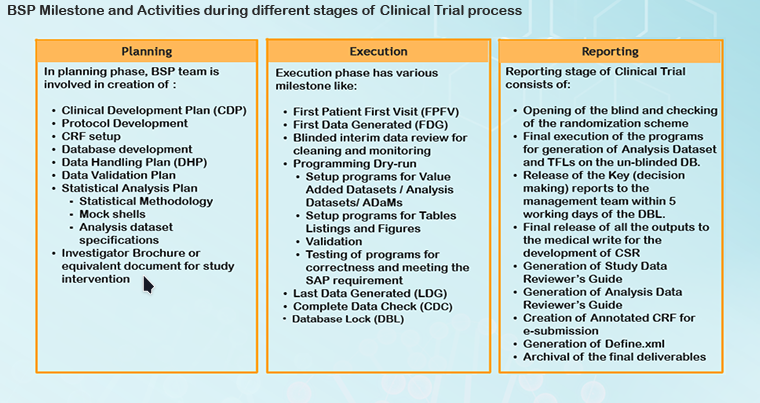 BSP Milestone and Activities during different stages of Clinical Trial process
Planning
In planning phase, BSP team is
involved in creation of :
• Clinical Development Plan (CDP)
• Protocol Development
• CRF setup
• Database development
• Data Handling Plan (DHP)
• Data Validation Plan
• Statistical Analysis Plan
• Statistical Methodology
• Mock shells
• Analysis dataset
specifications
• Investigator Brochure or
equivalent document for study
intervention
Execution
Execution phase has various
milestone like:
• First Patient First Visit (FPFV)
• First Data Generated (FDG)
• Blinded interim data review for
cleaning and monitoring
• Programming Dry-run
• Setup programs for Value
Added Datasets / Analysis
Datasets/ ADaMs
• Setup programs for Tables
Listings and Figures
• Validation
• Testing of programs for
correctness and meeting the
SAP requirement
• Last Data Generated (LDG)
• Complete Data Check (CDC)
• Database Lock (DBL)
Reporting
Reporting stage of Clinical Trial
consists of:
• Opening of the blind and checking
of the randomization scheme
• Final execution of the programs
for generation of Analysis Dataset
and TFLs on the un-blinded DB.
• Release of the Key (decision
making) reports to the
management team within 5
working days of the DBL.
• Final release of all the outputs to
the medical write for the
development of CSR
• Generation of Study Data
Reviewer's Guide
• Generation of Analysis Data
Reviewer's Guide
• Creation of Annotated CRF for
e-submission
• Generation of Define.xml
• Archival of the final deliverables